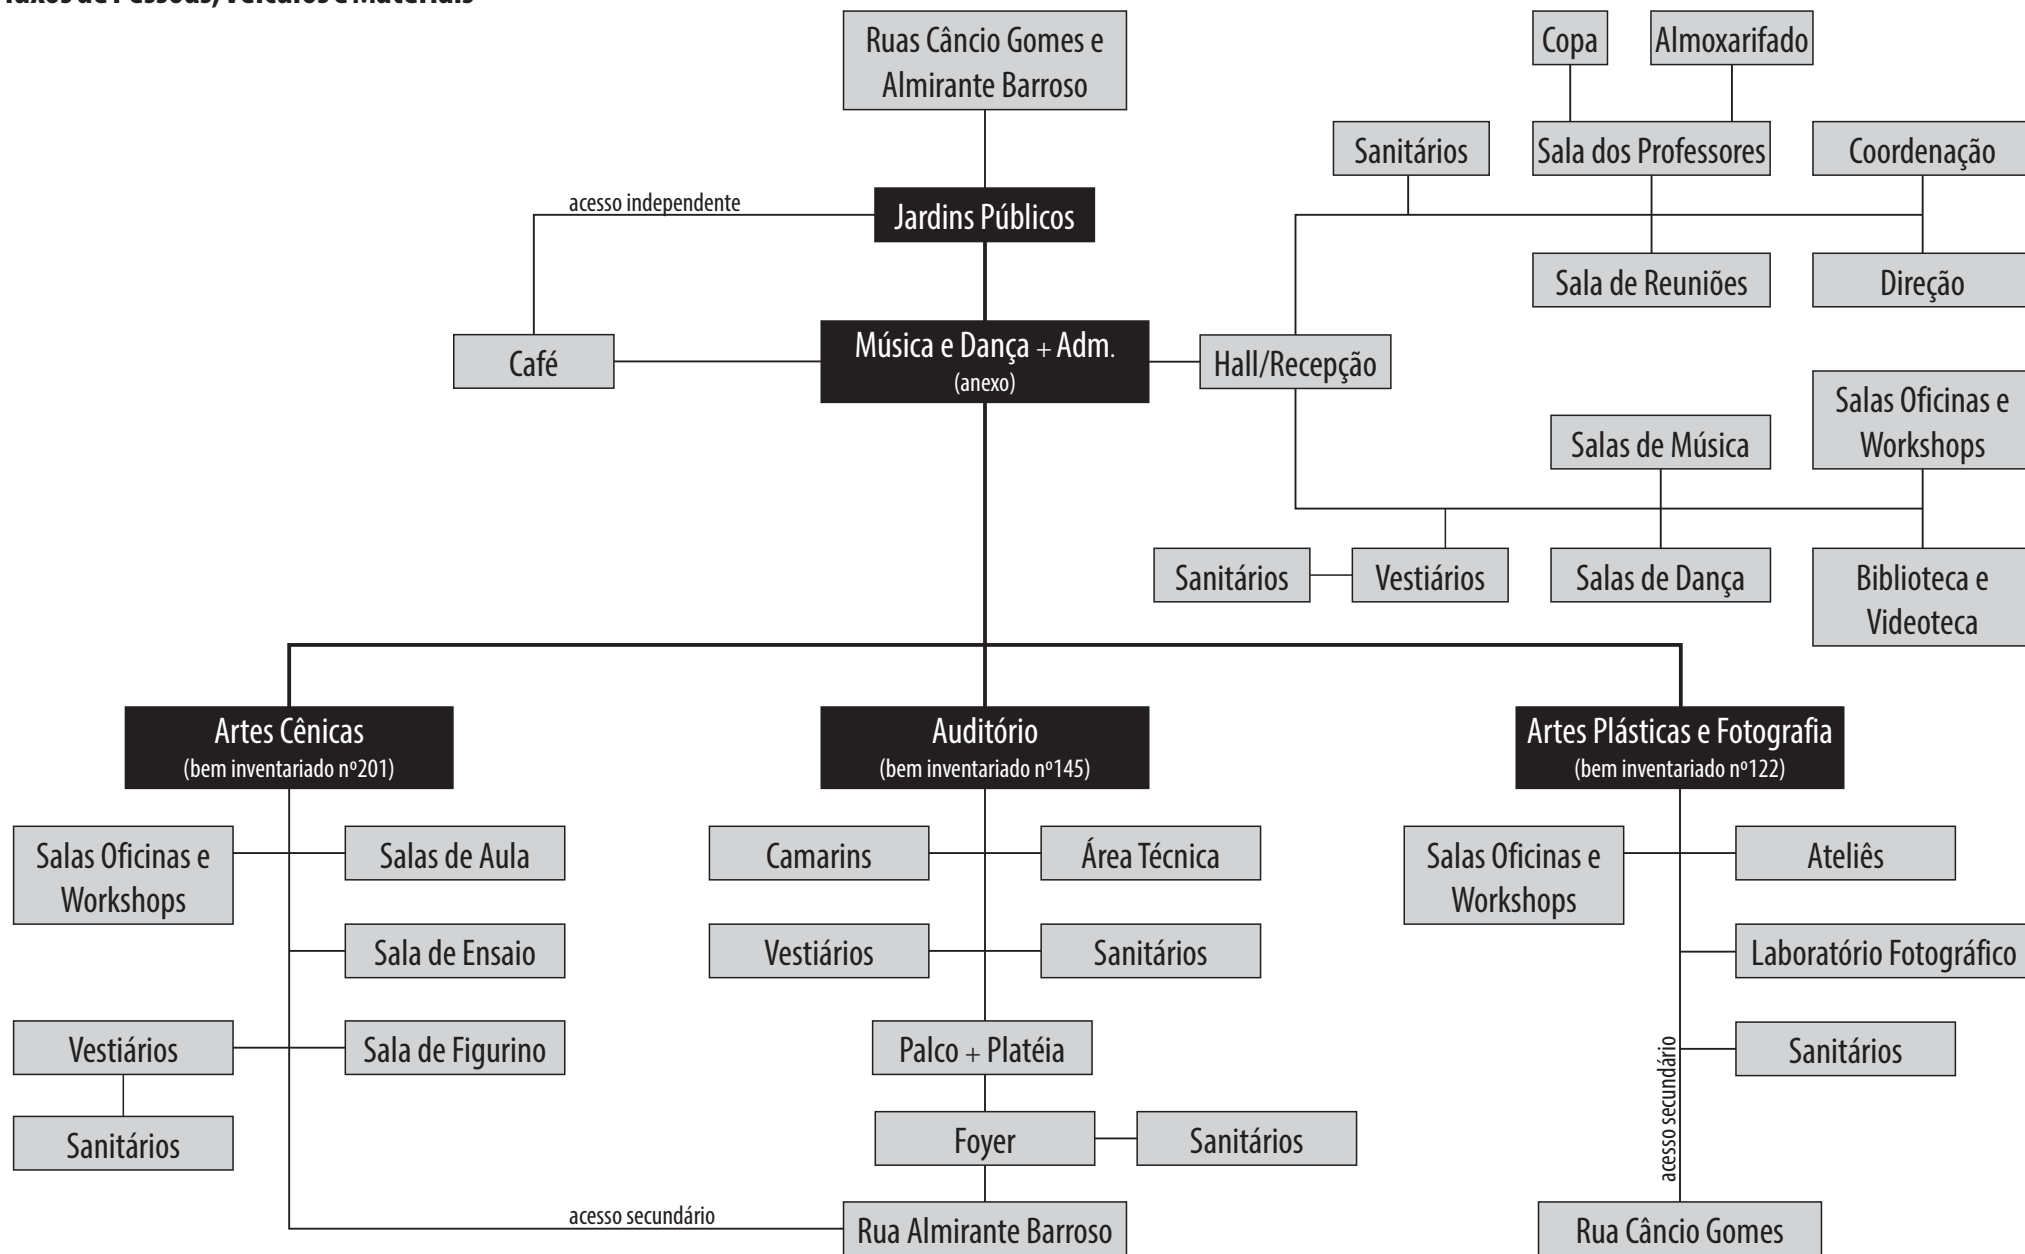 luxos de Pessoas, Veículos e Materiais
Ruas Câncio Gomes e
Almirante Barroso
Copa
Almoxarifado
Sanitários
Sala dos Professores
Coordenação
acesso independente
Jardins Públicos
Sala de Reuniões
Direção
Café
Música e Dança + Adm.
(anexo)
Hall/Recepção
Salas de Música
Salas Oficinas e
Workshops
Sanitários
Vestiários
Salas de Dança
Biblioteca e
Videoteca
Artes Cênicas
(bem inventariado nº201)
Auditório
(bem inventariado nº145)
Artes Plásticas e Fotografia
(bem inventariado nº122)
Salas Oficinas e
Workshops
Salas de Aula
Sala de Ensaio
Vestiários
Sala de Figurino
Sanitários
Camarins
Área Técnica
Vestiários
Sanitários
Palco + Platéia
Foyer
Sanitários
acesso secundário
Rua Almirante Barroso
Salas Oficinas e
Workshops
Ateliês
Laboratório Fotográfico
Sanitários
acesso secundário
Rua Câncio Gomes